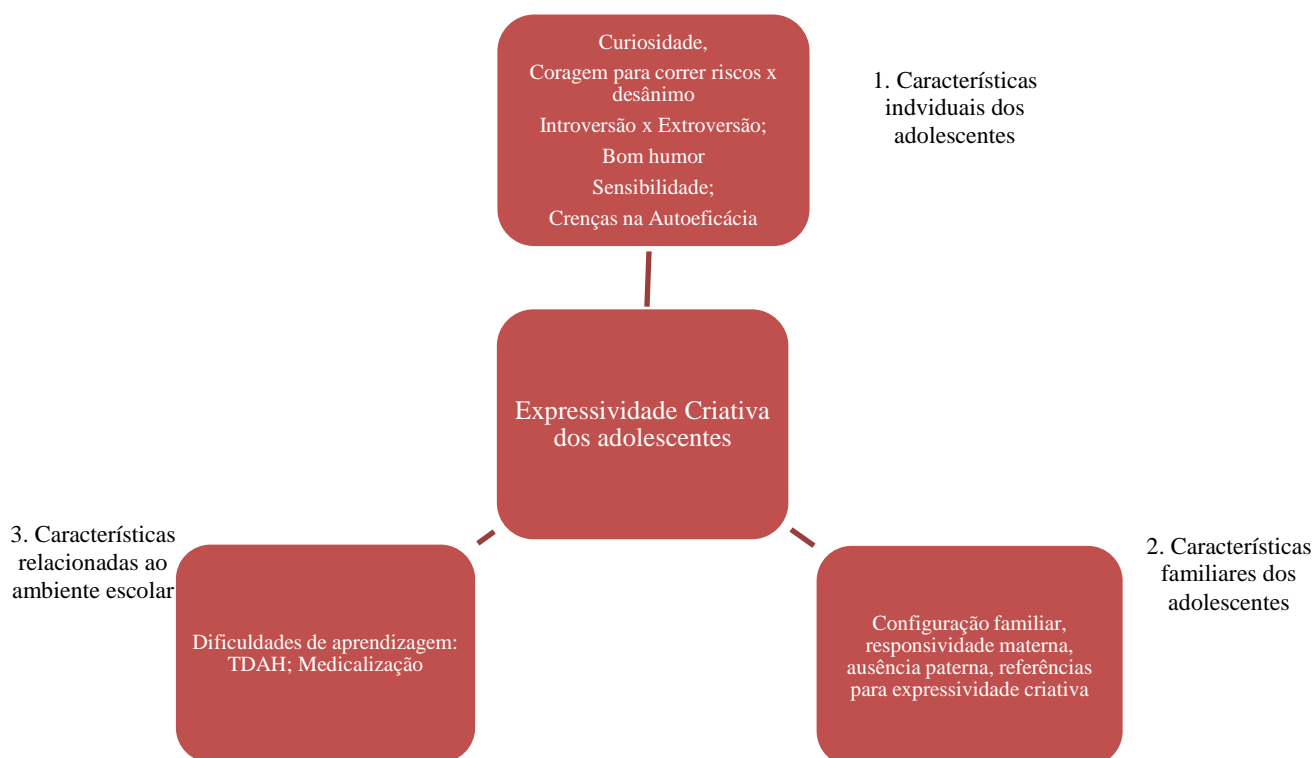 Curiosidade,
Coragem para correr riscos x
desânimo
Introversão x Extroversão;
Bom humor
Sensibilidade;
Crenças na Autoeficácia
1. Características
indviduais dos
adolescentes
Expressividade Criativa
dos adolescentes
3. Características
relacionadas ao
ambiente escolar
Dificuldades de aprendizagem:
TDAH; Medicalização
2. Características
familiares dos
adolescentes
Configuração familiar,
responsividade materna,
ausência paterna, referências
para expressividade criativa